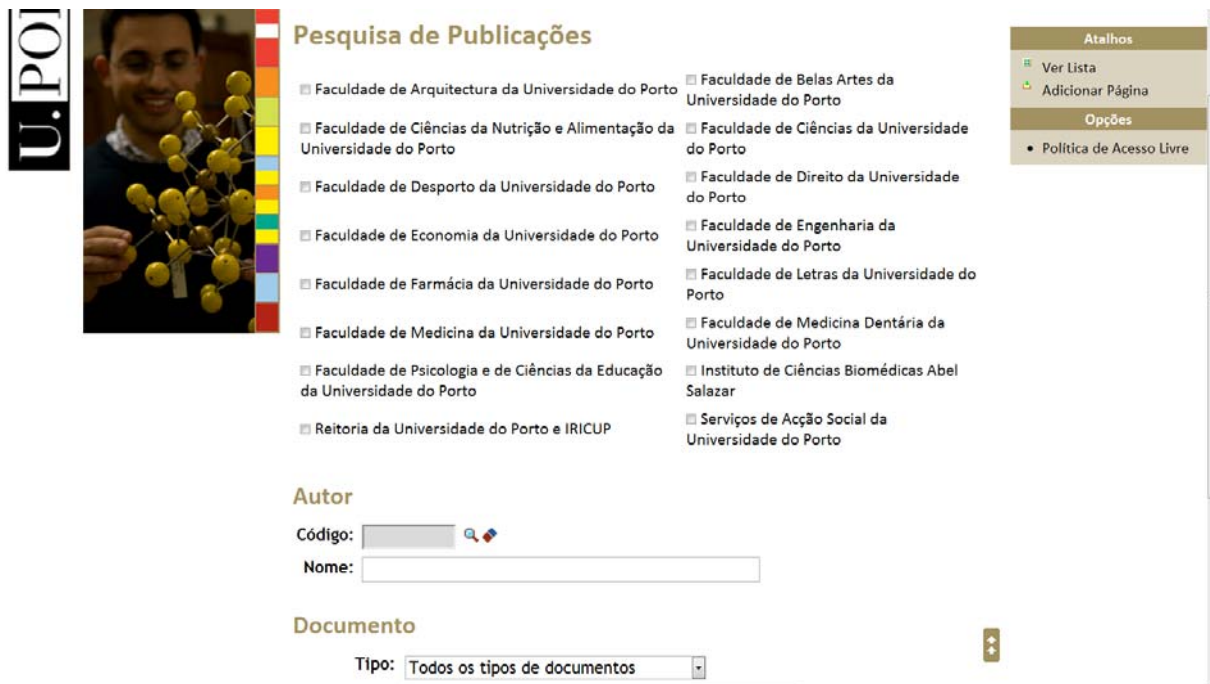 U.POI
Pesquisa de Publicações
Faculdade de Arquitectura da Universidade do Porto
Faculdade de Belas Artes da
Universidade do Porto
Faculdade de Ciências da Nutrição e Alimentação da
Universidade do Porto
Faculdade de Ciências da Universidade
do Porto
Faculdade de Desporto da Universidade do Porto
Faculdade de Direito da Universidade
do Porto
Faculdade de Economia da Universidade do Porto
Faculdade de Engenharia da
Universidade do Porto
Faculdade de Farmácia da Universidade do Porto
Faculdade de Letras da Universidade do
Porto
Faculdade de Medicina da Universidade do Porto
Faculdade de Medicina Dentária da
Universidade do Porto
Faculdade de Psicologia e de Ciências da Educação
da Universidade do Porto
Instituto de Ciências Biomédicas Abel
Salazar
Reitoria da Universidade do Porto e IRICUP
Serviços de Acção Social da
Universidade do Porto
Autor
Código:
Nome:
Documento
Tipo: Todos os tipos de documentos
Atalhos
Ver Lista
Adicionar Página
Opções
• Política de Acesso Livre